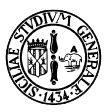 SICILIAE STVDIVM GENERALE
• 1434 •